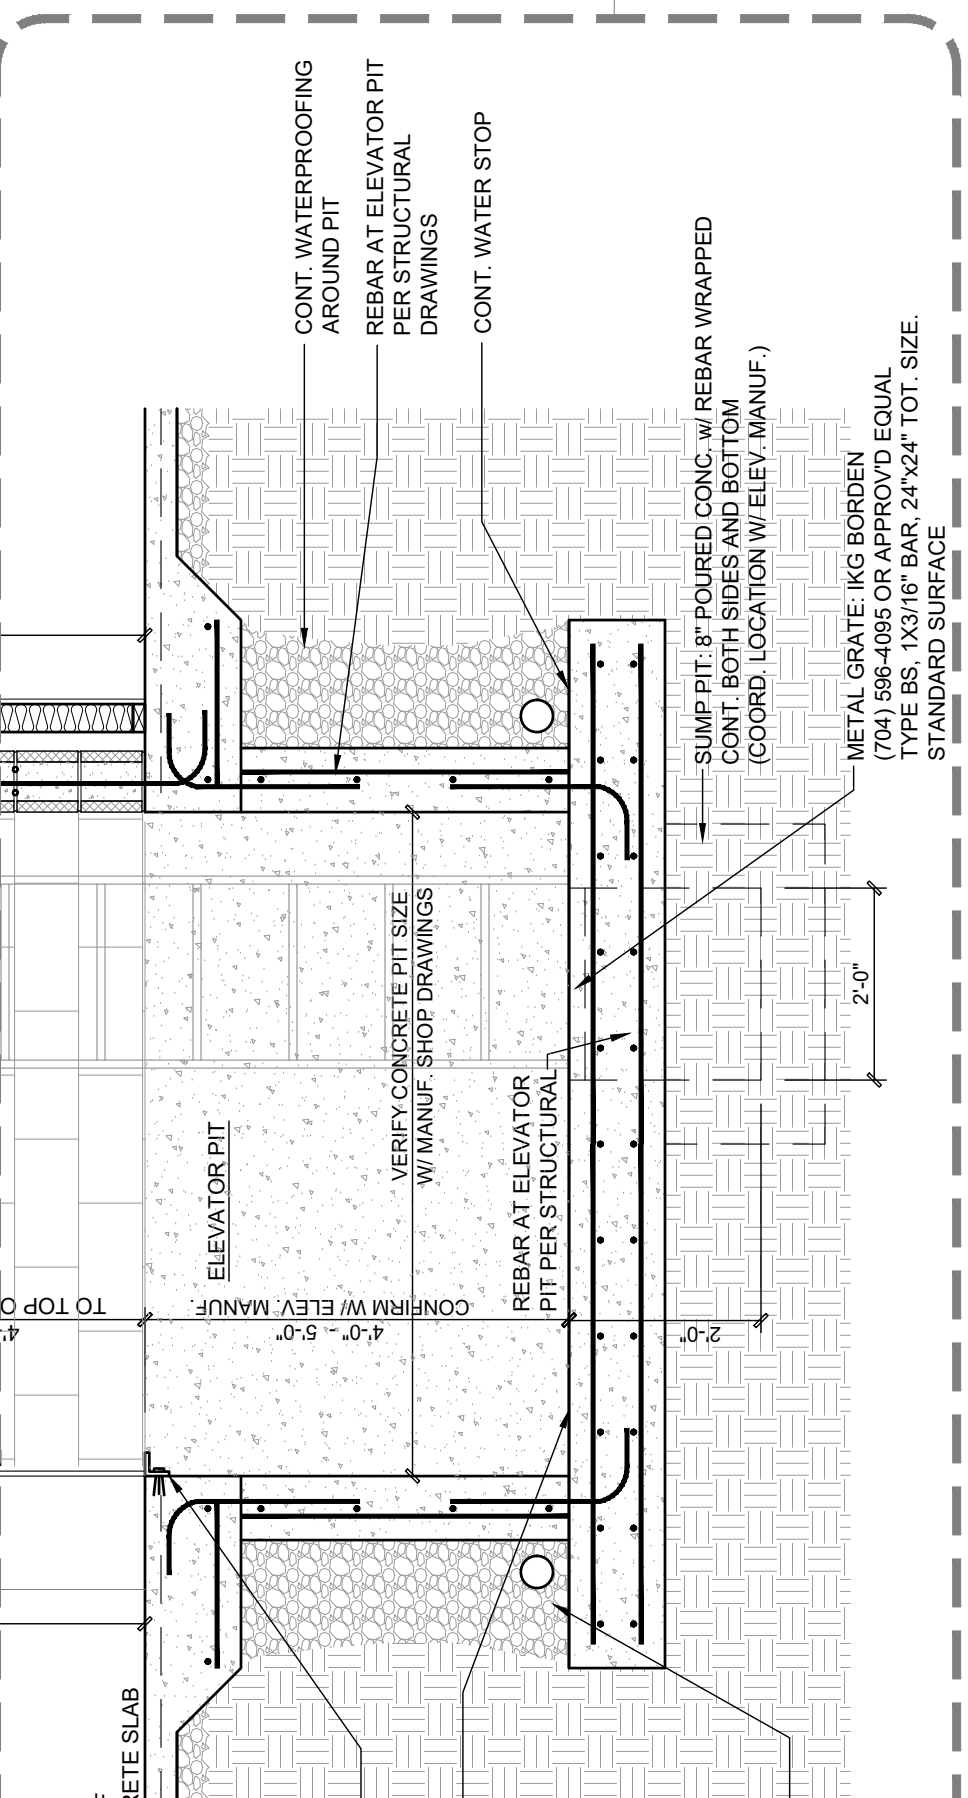 CONT. WATERPROOFING
AROUND PIT
REBAR AT ELEVATOR PIT
PER STRUCTURAL
DRAWINGS
CONT. WATER STOP
SUMP PIT: 8" POURED CONC. w/ REBAR WRAPPED
CONT. BOTH SIDES AND BOTTOM
(COORD. LOCATION W/ ELEV. MANUF.)
METAL GRATE: IKG BORDEN
(704) 596-4095 OR APPROV'D EQUAL
TYPE BS, 1X3/16" BAR, 24"x24" TOT. SIZE.
STANDARD SURFACE
2'-0"
VERIFY CONCRETE PIT SIZE
W/ MANUF. SHOP DRAWINGS
ELEVATOR PIT
REBAR AT ELEVATOR
PIT PER STRUCTURAL
4'-0" - 5'-0"
CONFIRM W/ ELEV. MANUF.
2'-0"
TO TOP O
4'-
RETE SLAB